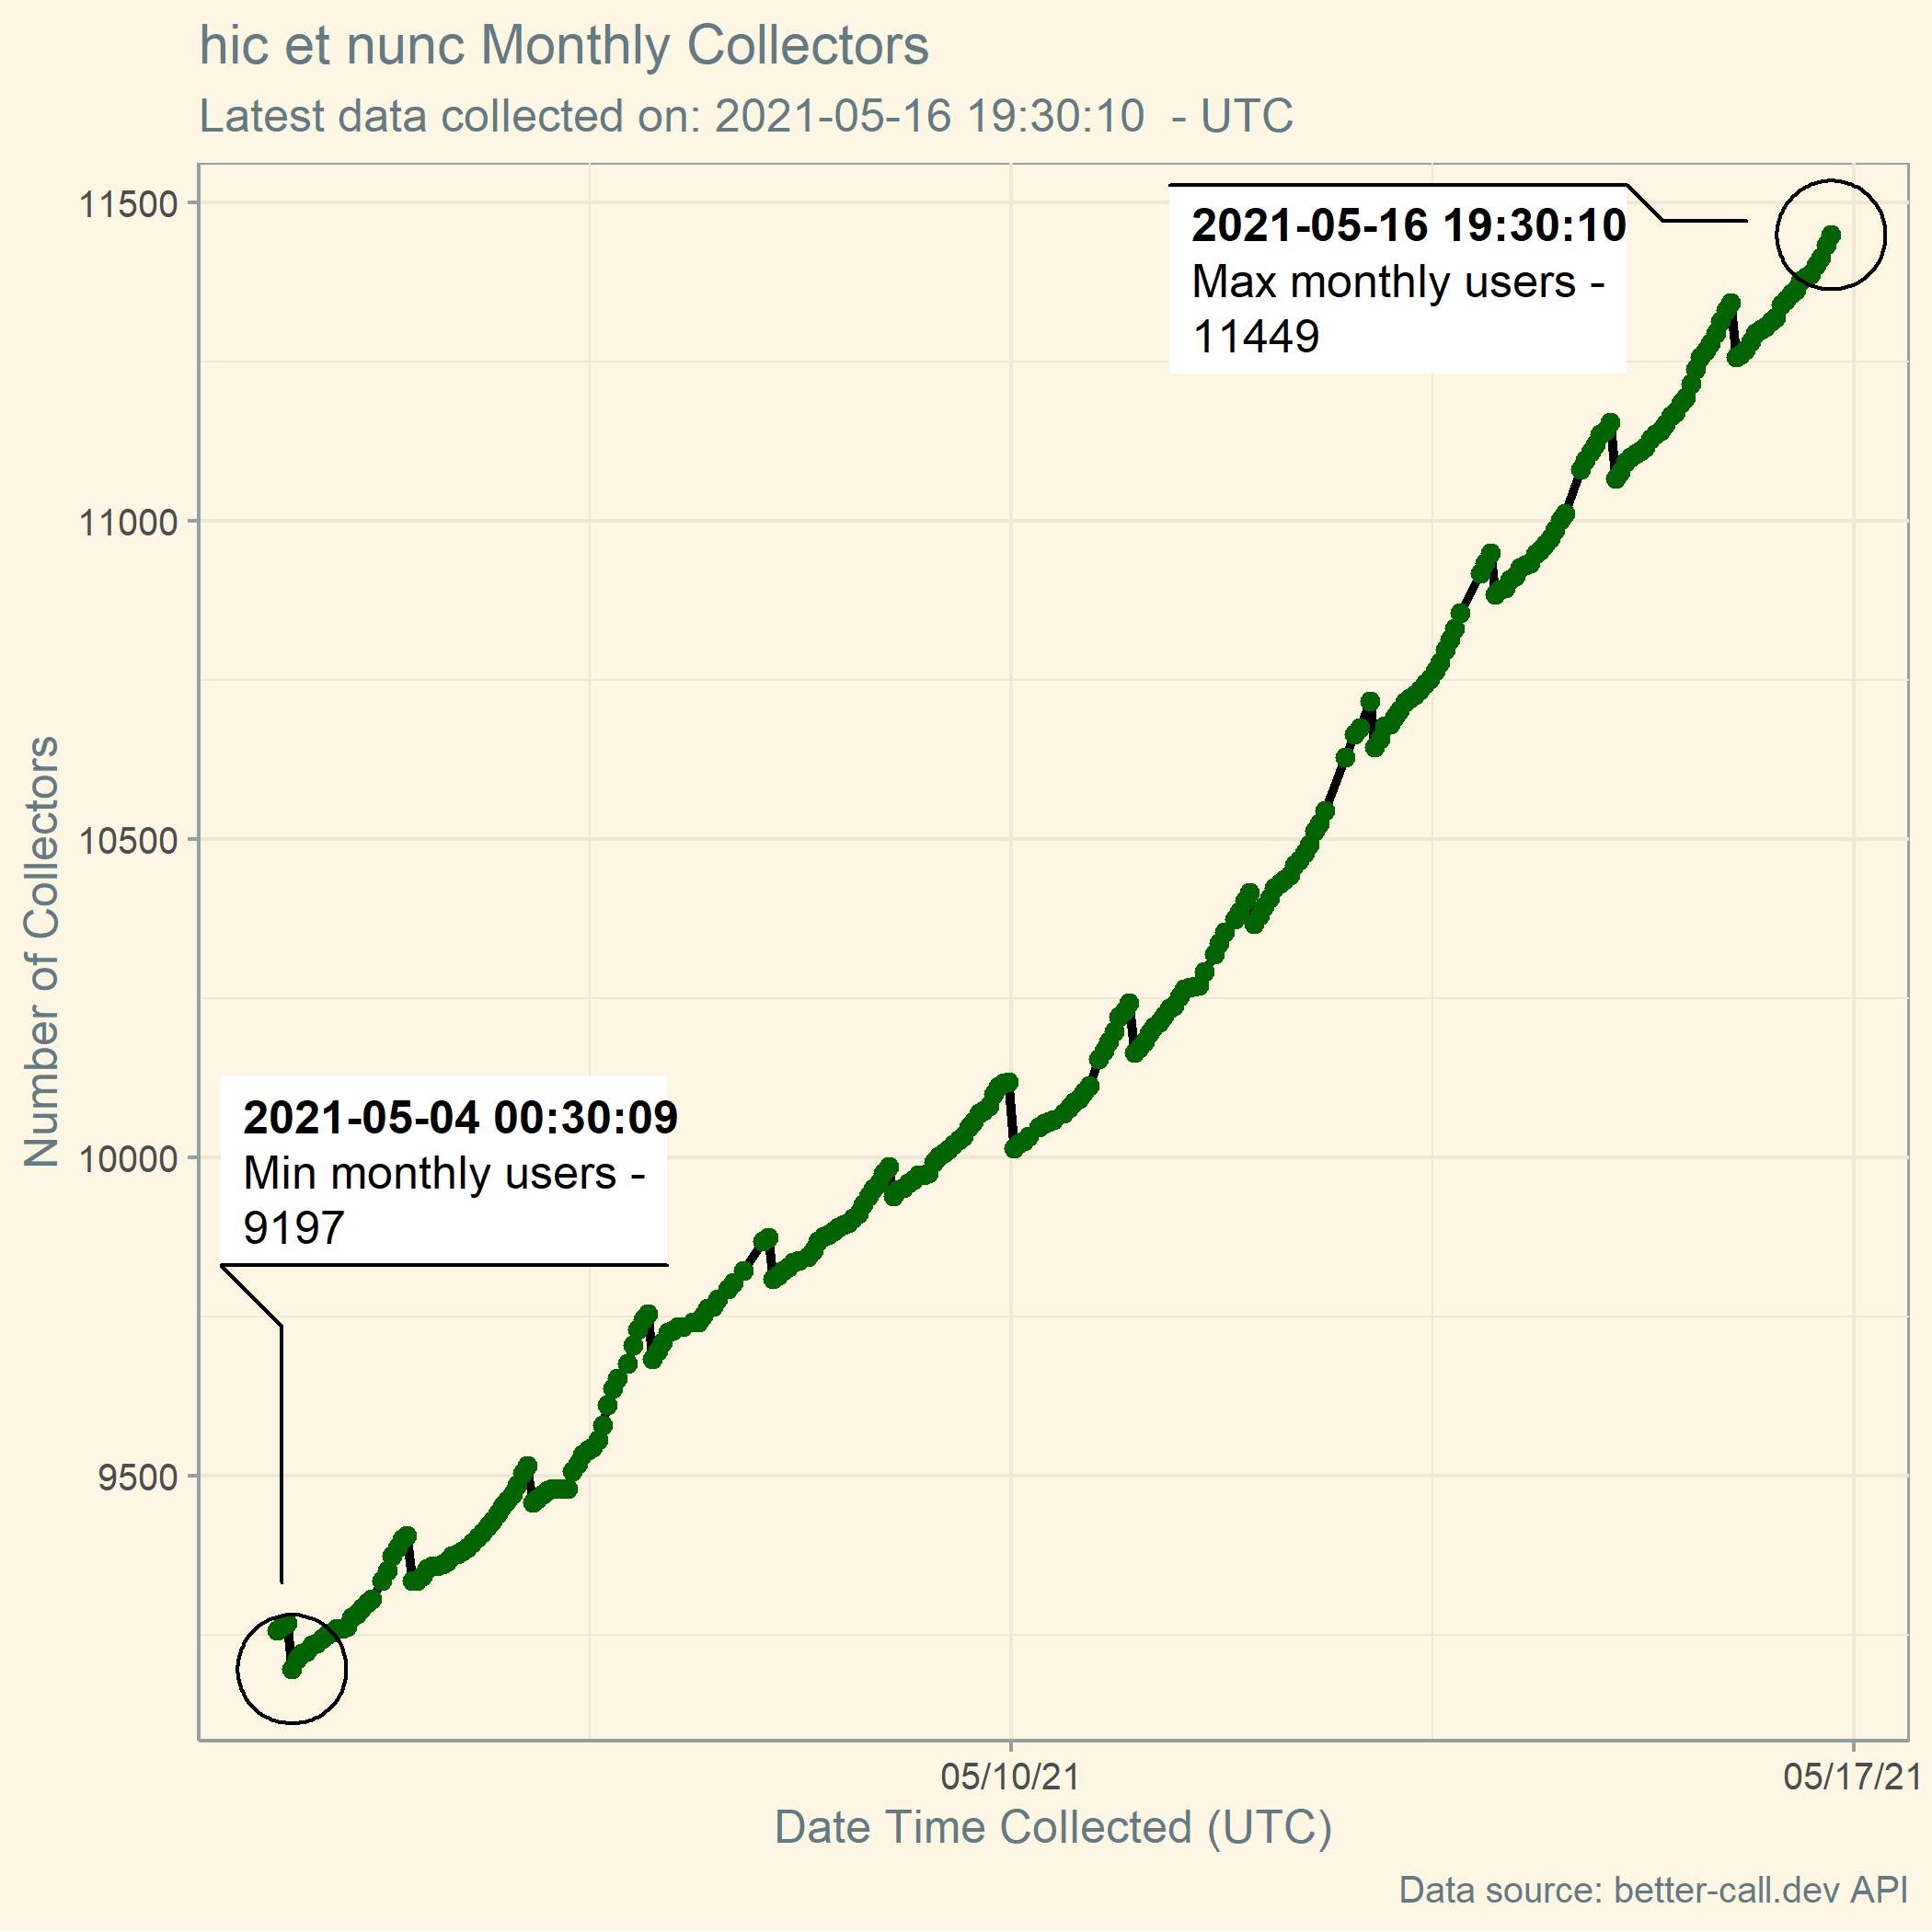 hic et nunc Monthly Collectors
Latest data collected on: 2021-05-16 19:30:10  - UTC
11500
2021-05-16 19:30:10
Max monthly users -
11449
11000
10500
Number of Collectors
10000
2021-05-04 00:30:09
Min monthly users -
9197
9500
05/10/21
05/17/21
Date Time Collected (UTC)
Data source: better-call.dev API